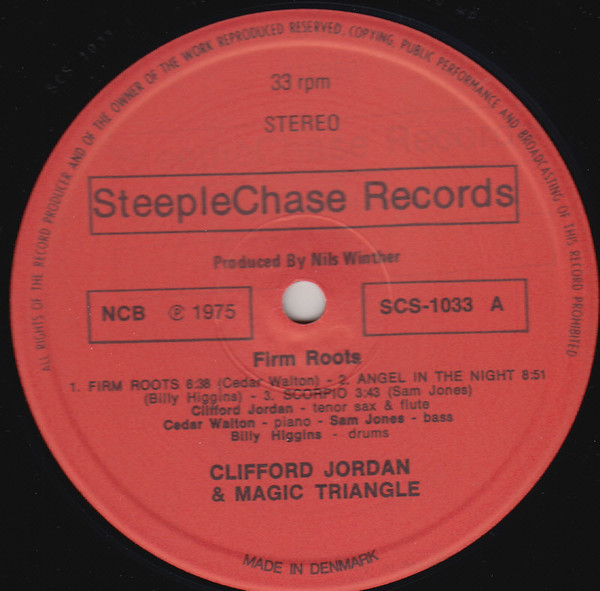 ALL RIGHTS OF THE RECORD PRODUCER AND OF THE OWNER OF THE WORK REPRODUCED RESERVED. COPYING, PUBLIC PERFORMANCE AND BROADCASTING OF THIS RECORD PROHIBITED
33 rpm
STEREO
SteepleChase Records
Produced By Nils Winther
NCB ℗ 1975
SCS-1033 A
Firm Roots
1. FIRM ROOTS 6:38 (Cedar Walton) - 2. ANGEL IN THE NIGHT 8:51
(Billy Higgins) - 3. SCORPIO 3:43 (Sam Jones)
Clifford Jordan - tenor sax & flute
Cedar Walton - piano - Sam Jones - bass
Billy Higgins - drums
CLIFFORD JORDAN
& MAGIC TRIANGLE
MADE IN DENMARK